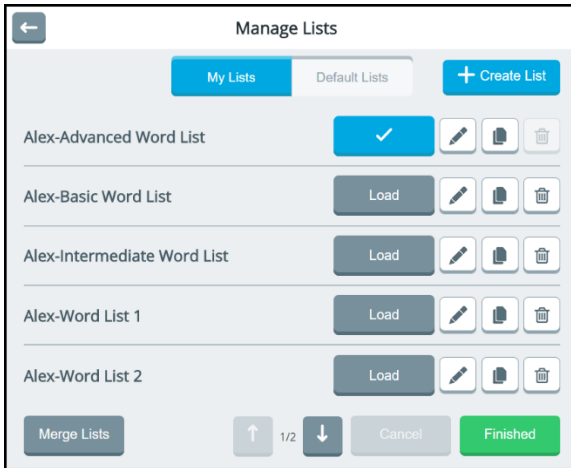 Manage Lists
My Lists Default Lists + Create List
Alex-Advanced Word List
Alex-Basic Word List Load
Alex-Intermediate Word List Load
Alex-Word List 1 Load
Alex-Word List 2 Load
Merge Lists 1/2 Cancel Finished